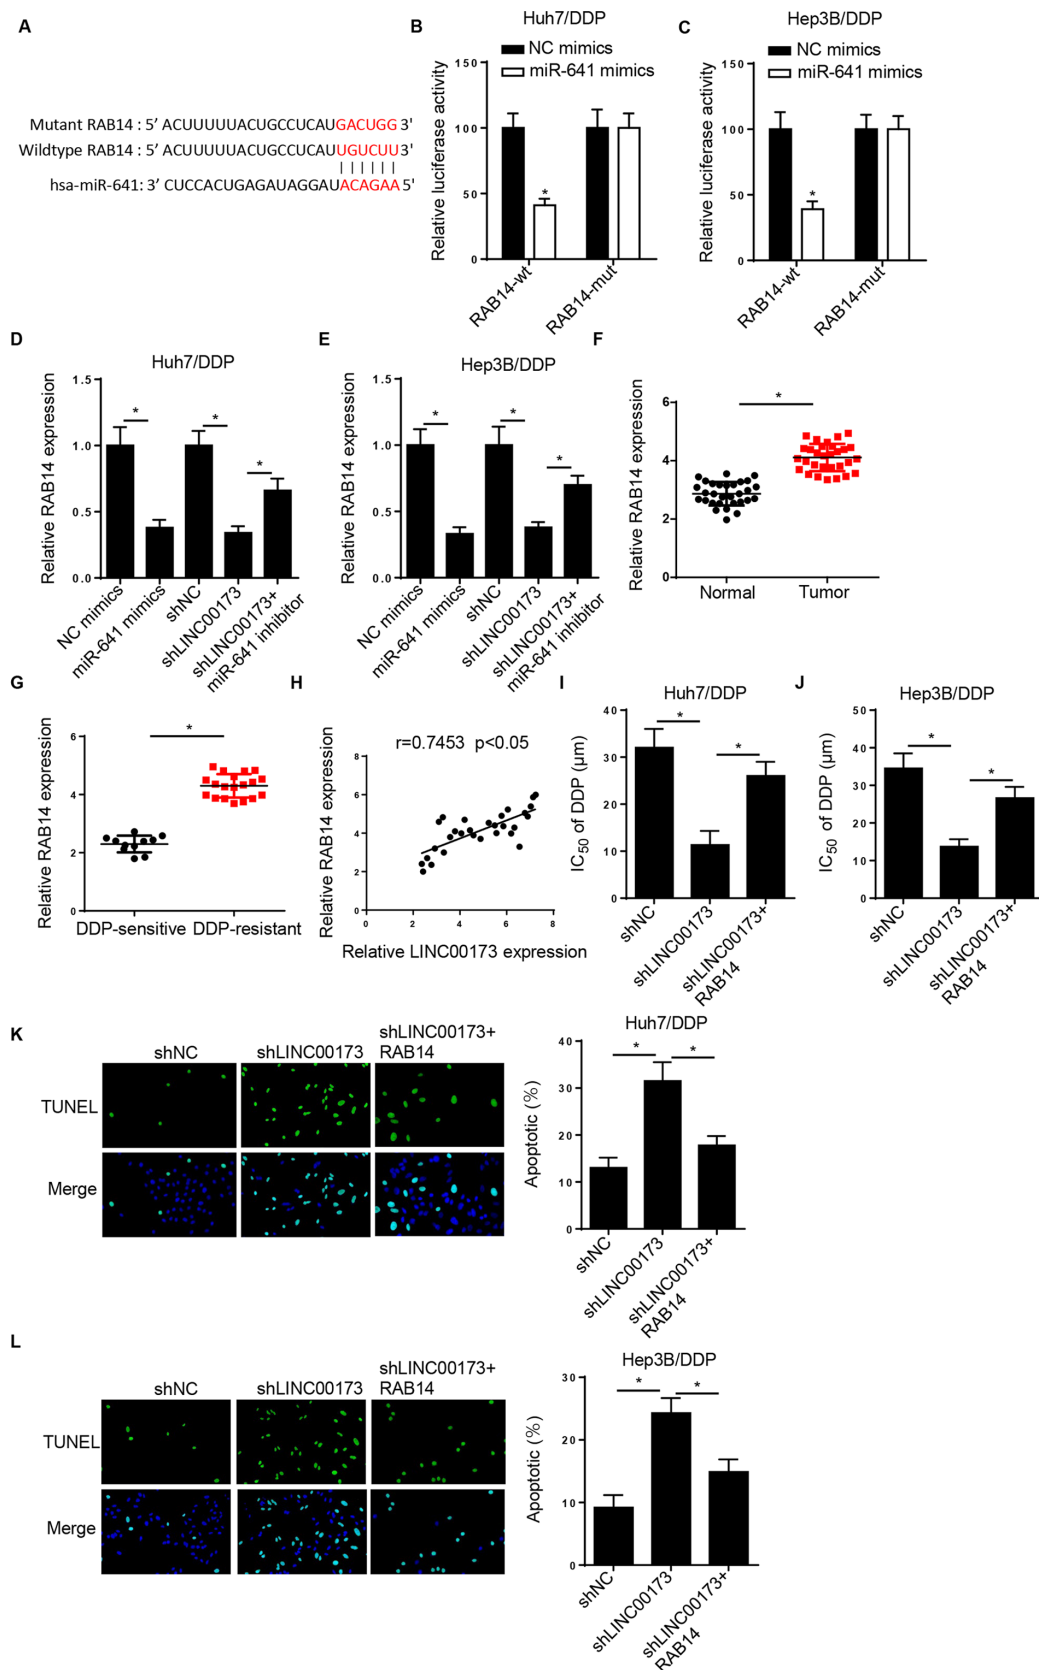 A
Mutant RAB14 : 5’ ACUUUUUACUGCCUCAUGACUGG 3'
Wildtype RAB14 : 5’ ACUUUUUACUGCCUCAUUGUCUU 3'
hsa-miR-641: 3’ CUCCACUGAGAUAGGAUACAGAA 5'
B
Huh7/DDP
NC mimics
miR-641 mimics
Relative luciferase activity
150
100
50
0
*
RAB14-wt
RAB14-mut
C
Hep3B/DDP
NC mimics
miR-641 mimics
Relative luciferase activity
150
100
50
0
*
RAB14-wt
RAB14-mut
D
Huh7/DDP
Relative RAB14 expression
1.5
1.0
0.5
0.0
*
*
*
NC mimics
miR-641 mimics
shNC
shLINC00173
shLINC00173+
miR-641 inhibitor
E
Hep3B/DDP
Relative RAB14 expression
1.5
1.0
0.5
0.0
*
*
*
NC mimics
miR-641 mimics
shNC
shLINC00173
shLINC00173+
miR-641 inhibitor
F
Relative RAB14 expression
6
4
2
0
*
Normal
Tumor
G
Relative RAB14 expression
6
4
2
0
*
DDP-sensitive
DDP-resistant
H
r=0.7453 p<0.05
Relative RAB14 expression
8
6
4
2
0
0
2
4
6
8
Relative LINC00173 expression
I
Huh7/DDP
IC50 of DDP (μm)
40
30
20
10
0
*
*
shNC
shLINC00173
shLINC00173+
RAB14
J
Hep3B/DDP
IC50 of DDP (μm)
50
40
30
20
10
0
*
*
shNC
shLINC00173
shLINC00173+
RAB14
K
shNC
shLINC00173
shLINC00173+
RAB14
TUNEL
Merge
Huh7/DDP
Apoptotic (%)
40
30
20
10
0
*
*
shNC
shLINC00173
shLINC00173+
RAB14
L
shNC
shLINC00173
shLINC00173+
RAB14
TUNEL
Merge
Hep3B/DDP
Apoptotic (%)
30
20
10
0
*
*
shNC
shLINC00173
shLINC00173+
RAB14